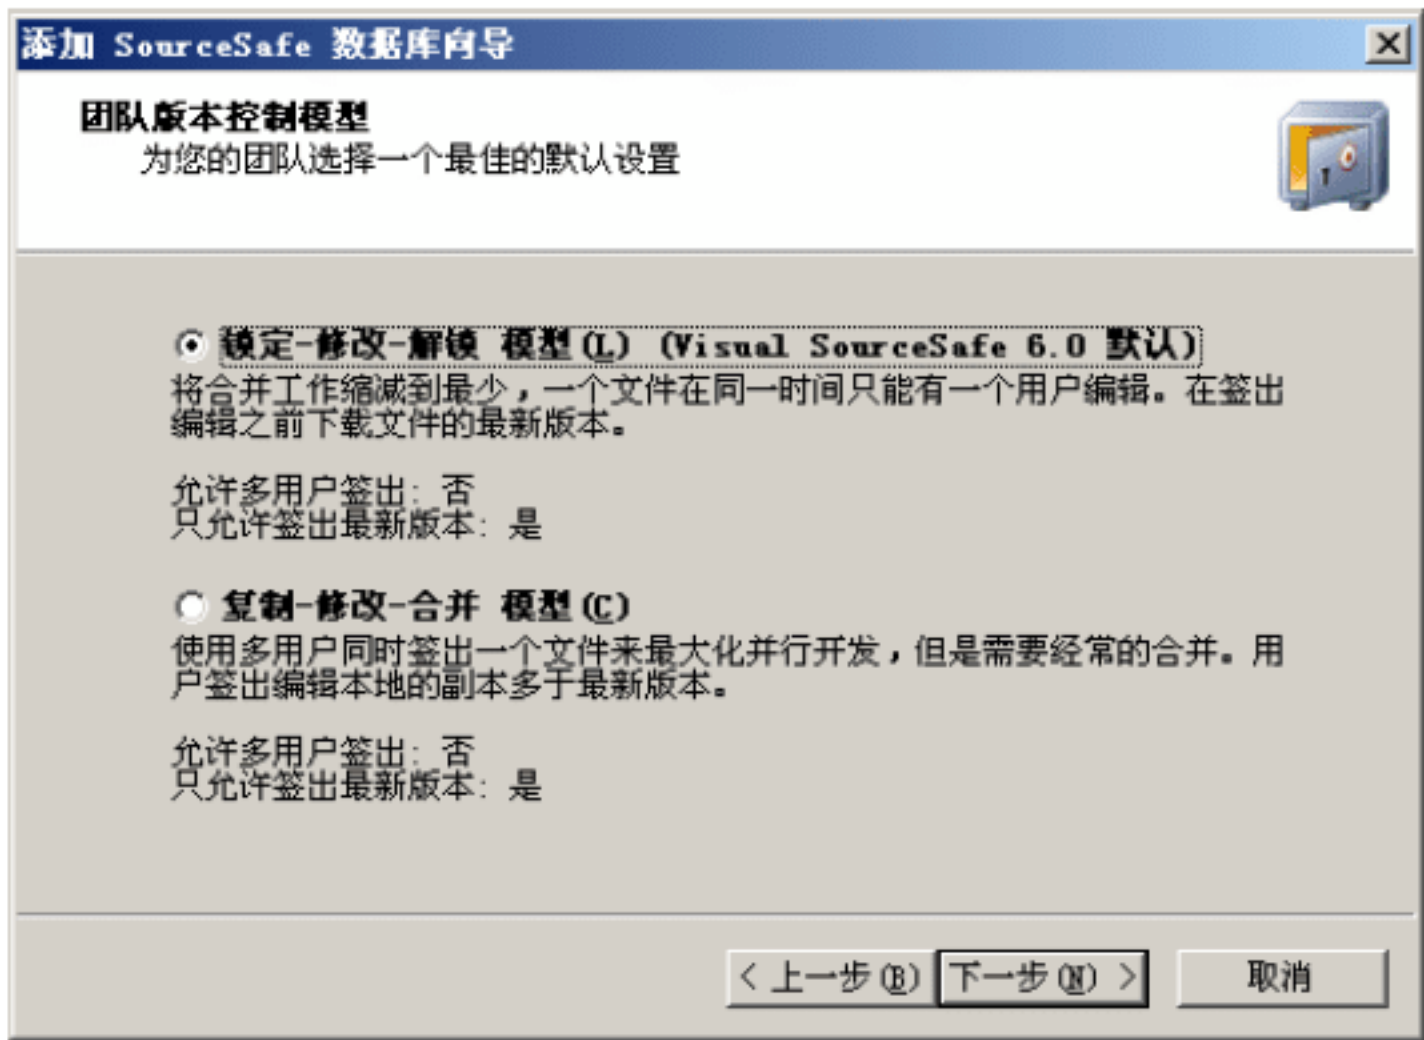 添加 SourceSafe 数据库向导
团队版本控制模型
为您的团队选择一个最佳的默认设置
锁定-修改-解锁 模型(L) (Visual SourceSafe 6.0 默认)
将合并工作缩减到最少，一个文件在同一时间只能有一个用户编辑。在签出
编辑之前下载文件的最新版本。
允许多用户签出: 否
只允许签出最新版本: 是
复制-修改-合并 模型(C)
使用多用户同时签出一个文件来最大化并行开发，但是需要经常的合并。用
户签出编辑本地的副本多于最新版本。
允许多用户签出: 否
只允许签出最新版本: 是
< 上一步(B) 下一步(N) > 取消